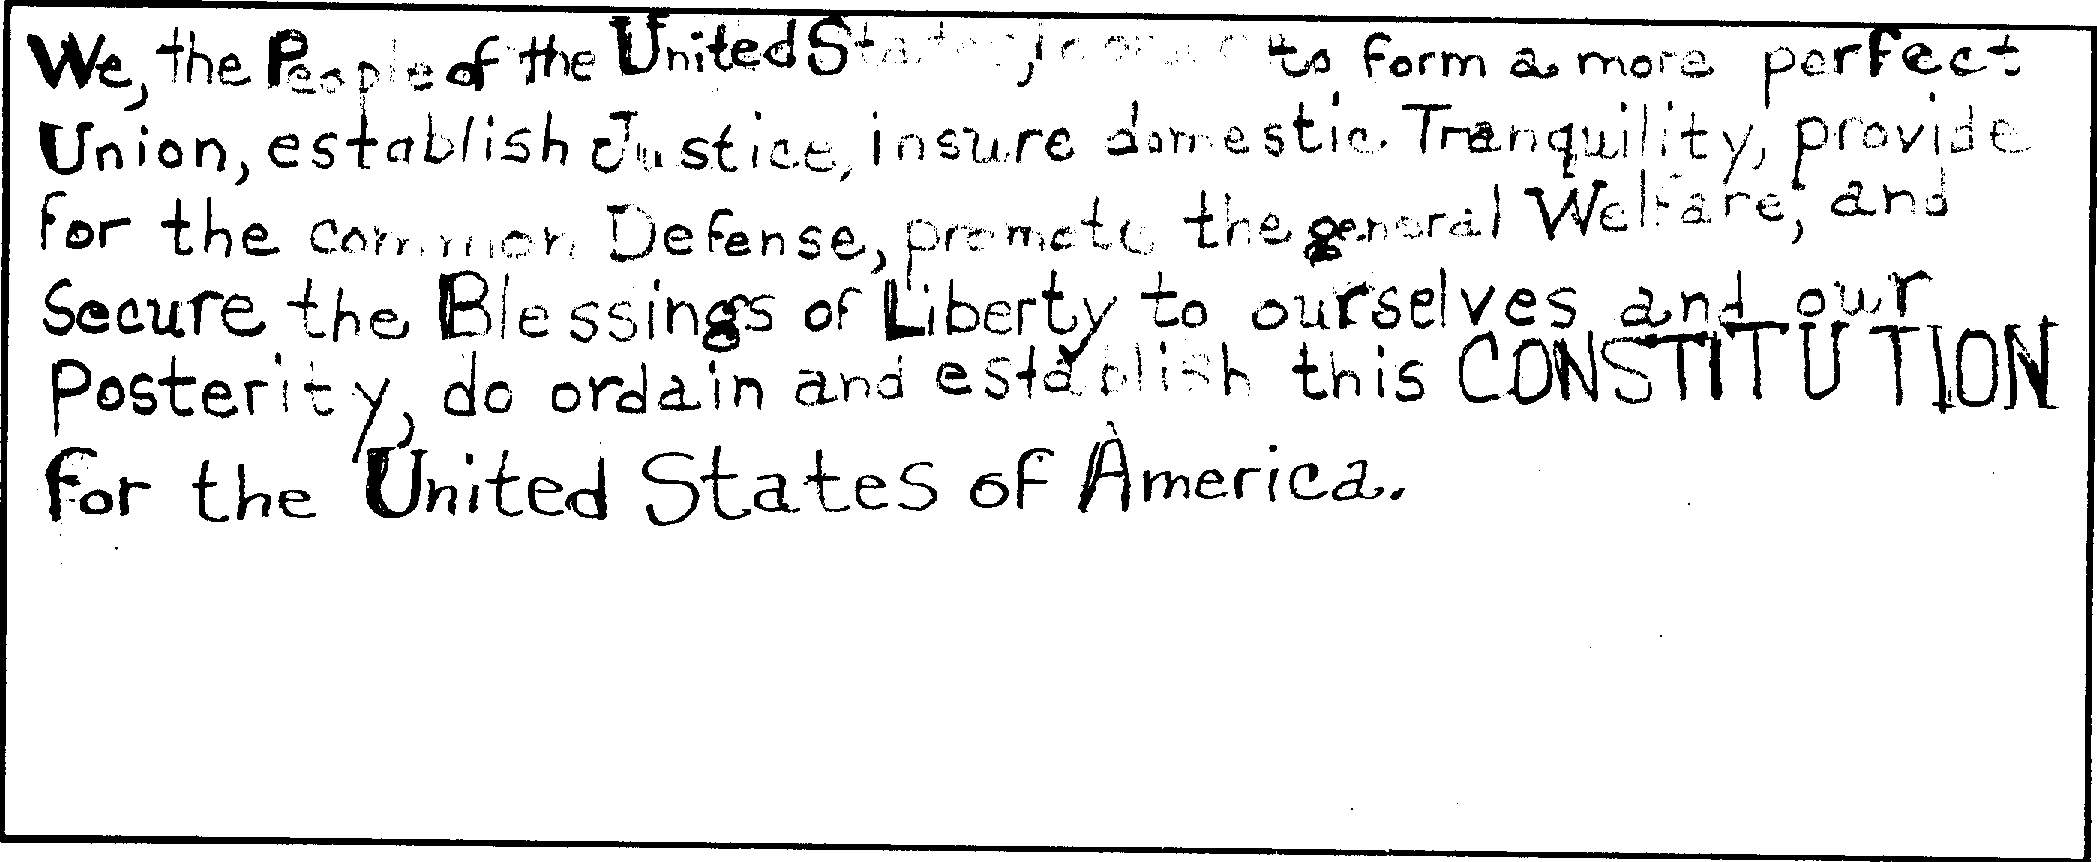 We, the People of the United States, in order to form a more perfect
Union, establish Justice, insure domestic Tranquility, provide
for the common Defense, promote the general Welfare, and
Secure the Blessings of Liberty to ourselves and our
Posterity, do ordain and establish this CONSTITUTION
for the United States of America.